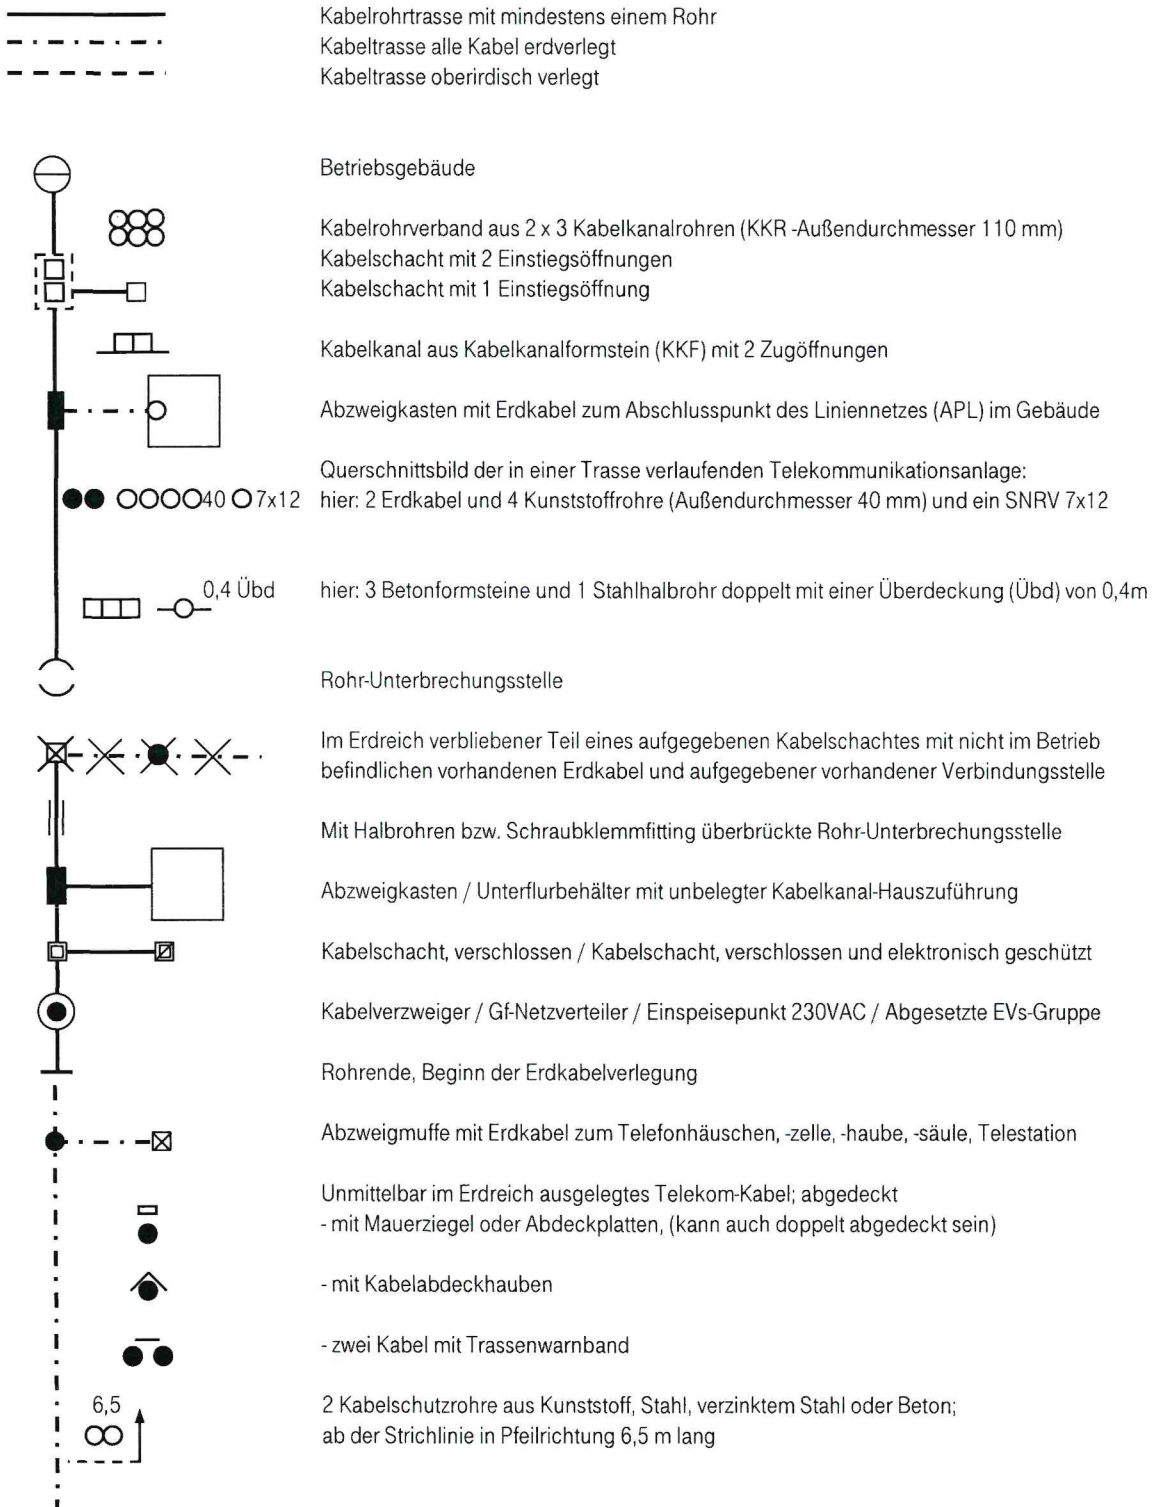 Kabelrohrtrasse mit mindestens einem Rohr
Kabeltrasse alle Kabel erdverlegt
Kabeltrasse oberirdisch verlegt
Betriebsgebäude
Kabelrohrverband aus 2 x 3 Kabelkanalrohren (KKR -Außendurchmesser 110 mm)
Kabelschacht mit 2 Einstiegsöffnungen
Kabelschacht mit 1 Einstiegsöffnung
Kabelkanal aus Kabelkanalformstein (KKF) mit 2 Zugöffnungen
Abzweigkasten mit Erdkabel zum Abschlusspunkt des Liniennetzes (APL) im Gebäude
Querschnittsbild der in einer Trasse verlaufenden Telekommunikationsanlage:
40 7x12 hier: 2 Erdkabel und 4 Kunststoffrohre (Außendurchmesser 40 mm) und ein SNRV 7x12
0,4 Übd hier: 3 Betonformsteine und 1 Stahlhalbrohr doppelt mit einer Überdeckung (Übd) von 0,4m
Rohr-Unterbrechungsstelle
Im Erdreich verbliebener Teil eines aufgegebenen Kabelschachtes mit nicht im Betrieb
befindlichen vorhandenen Erdkabel und aufgegebener vorhandener Verbindungsstelle
Mit Halbrohren bzw. Schraubklemmfitting überbrückte Rohr-Unterbrechungsstelle
Abzweigkasten / Unterflurbehälter mit unbelegter Kabelkanal-Hauszuführung
Kabelschacht, verschlossen / Kabelschacht, verschlossen und elektronisch geschützt
Kabelverzweiger / Gf-Netzverteiler / Einspeisepunkt 230VAC / Abgesetzte EVs-Gruppe
Rohrende, Beginn der Erdkabelverlegung
Abzweigmuffe mit Erdkabel zum Telefonhäuschen, -zelle, -haube, -säule, Telestation
Unmittelbar im Erdreich ausgelegtes Telekom-Kabel; abgedeckt
- mit Mauerziegel oder Abdeckplatten, (kann auch doppelt abgedeckt sein)
- mit Kabelabdeckhauben
- zwei Kabel mit Trassenwarnband
6,5 2 Kabelschutzrohre aus Kunststoff, Stahl, verzinktem Stahl oder Beton;
ab der Strichlinie in Pfeilrichtung 6,5 m lang